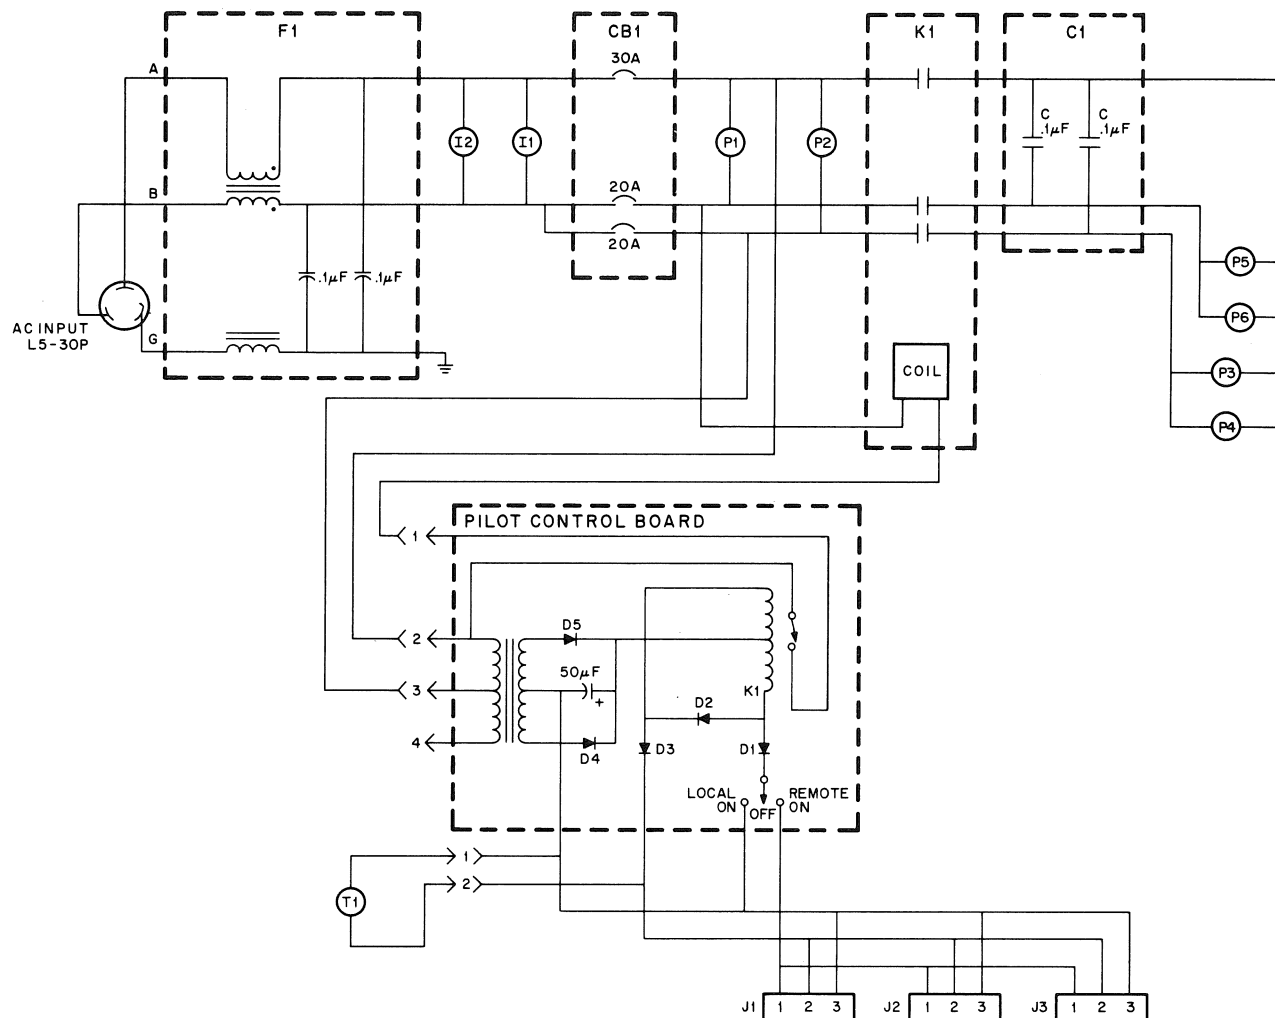 F1
CB1
K1
C1
A
30A
C
.1µF
C
.1µF
I2
I1
P1
P2
B
20A
20A
.1µF
.1µF
P5
AC INPUT
L5-30P
G
P6
COIL
P3
P4
PILOT CONTROL BOARD
1
2
D5
50µF
+
3
K1
D2
4
D4
D3
D1
LOCAL
ON
OFF
REMOTE
ON
1
2
T1
J1 1 2 3
J2 1 2 3
J3 1 2 3